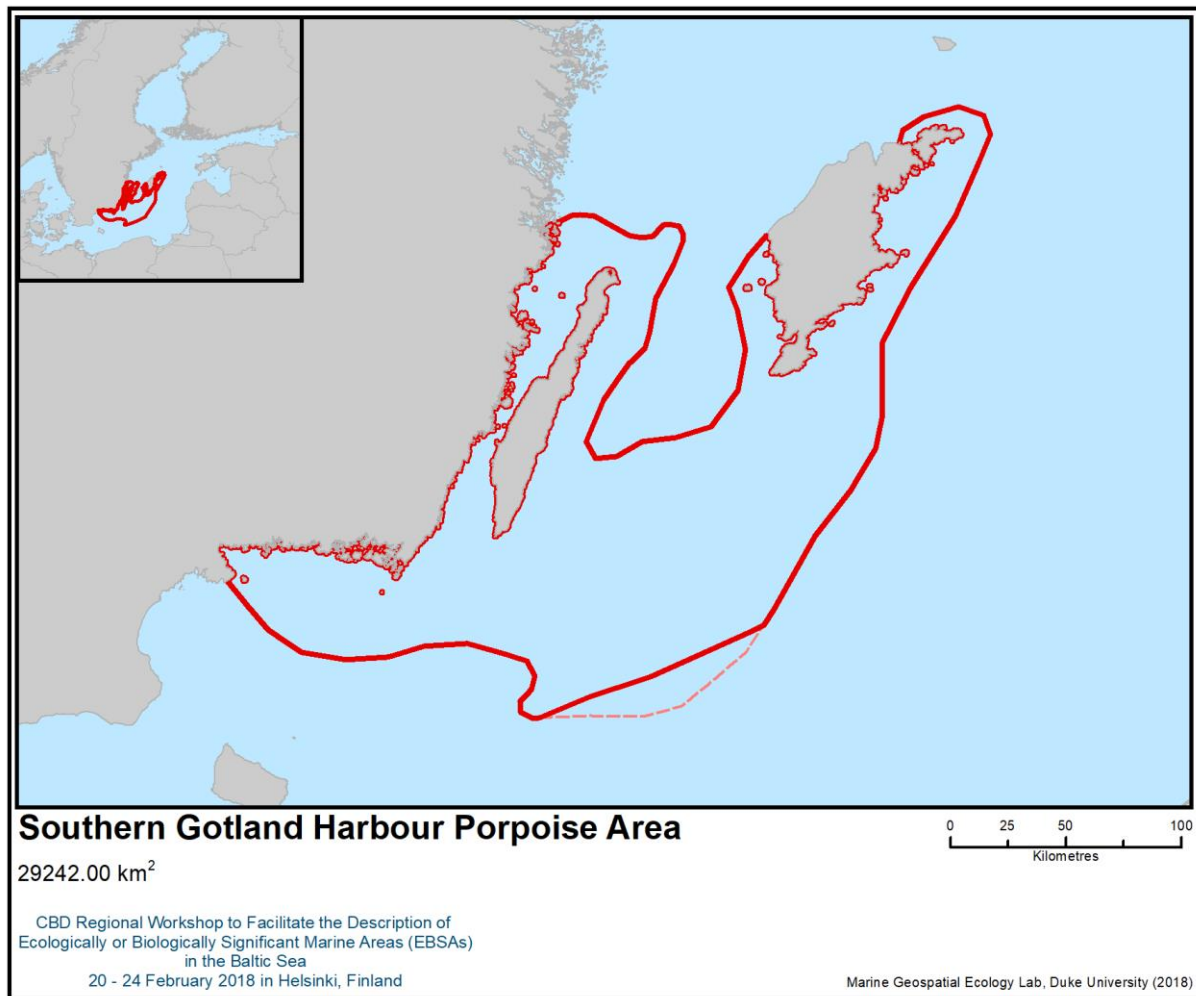 Southern Gotland Harbour Porpoise Area
29242.00 km²
0 25 50 100
Kilometres
CBD Regional Workshop to Facilitate the Description of
Ecologically or Biologically Significant Marine Areas (EBSAs)
in the Baltic Sea
20 - 24 February 2018 in Helsinki, Finland
Marine Geospatial Ecology Lab, Duke University (2018)